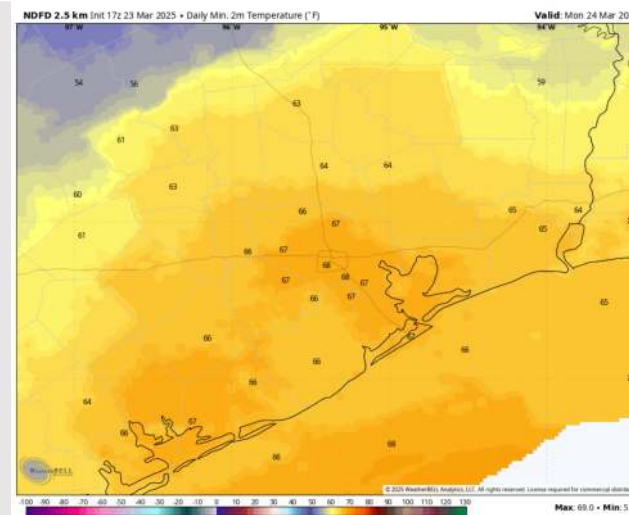 NDFD 2.5 km Init 17z 23 Mar 2025 • Daily Min. 2m Temperature (°F)
Valid: Mon 24 Mar 20
97°W 96°W 95°W 94°W
54 56 59
63
63
61
64 64
63
60
66 65 64
67 65
61
66 67
68
68
67 67
66 67 65
66
66
66
66
64
67
66
68
66
WeatherBELL
© 2025 WeatherBELL Analytics, LLC. All rights reserved. License required for commercial distrib
-100 -90 -80 -70 -60 -50 -40 -30 -20 -10 0 10 20 30 40 50 60 70 80 90 100 110 120 130
Max: 69.0 • Min: 5